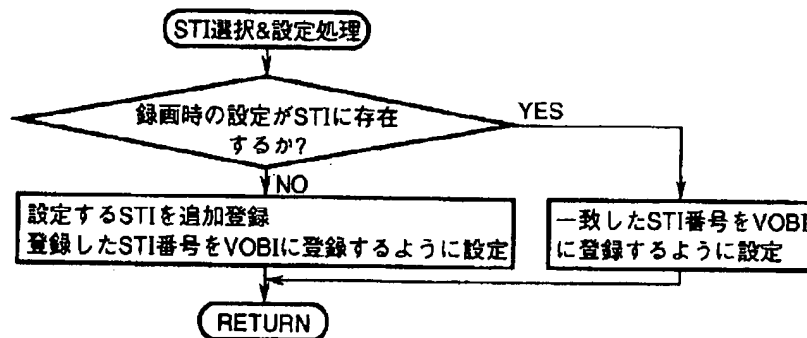 STI選択&設定処理
録画時の設定がSTIに存在
するか?
YES
NO
設定するSTIを追加登録
登録したSTI番号をVOBIに登録するように設定
一致したSTI番号をVOBI
に登録するように設定
RETURN